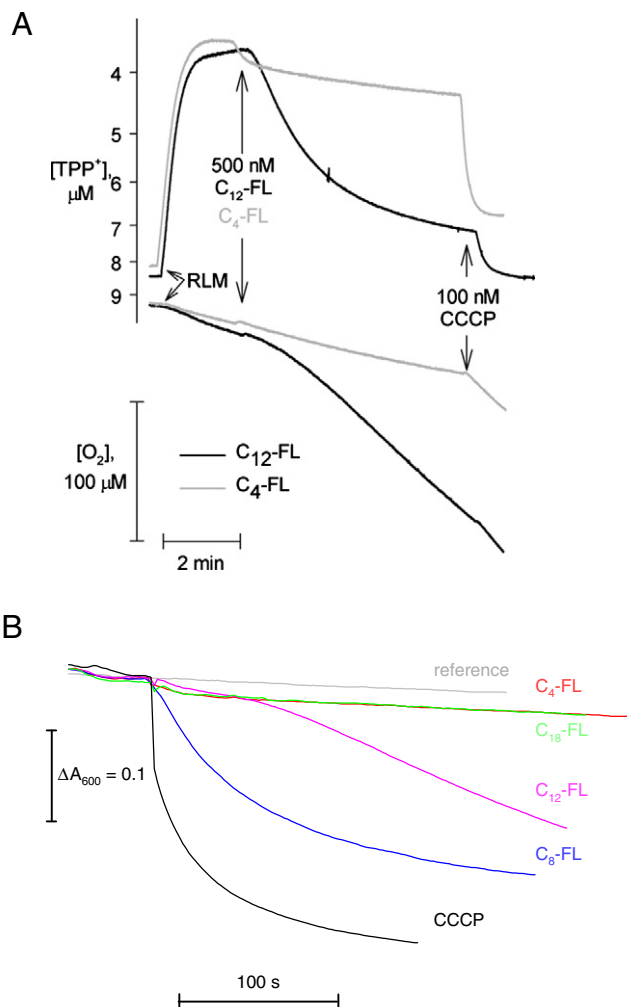 A
4
5
[TPP⁺],
μM
6
7
8
9
500 nM
C₁₂-FL
C₄-FL
RLM
100 nM
CCCP
[O₂],
100 μM
C₁₂-FL
C₄-FL
2 min
B
reference
C₄-FL
C₁₈-FL
ΔA₆₀₀ = 0.1
C₁₂-FL
C₈-FL
CCCP
100 s